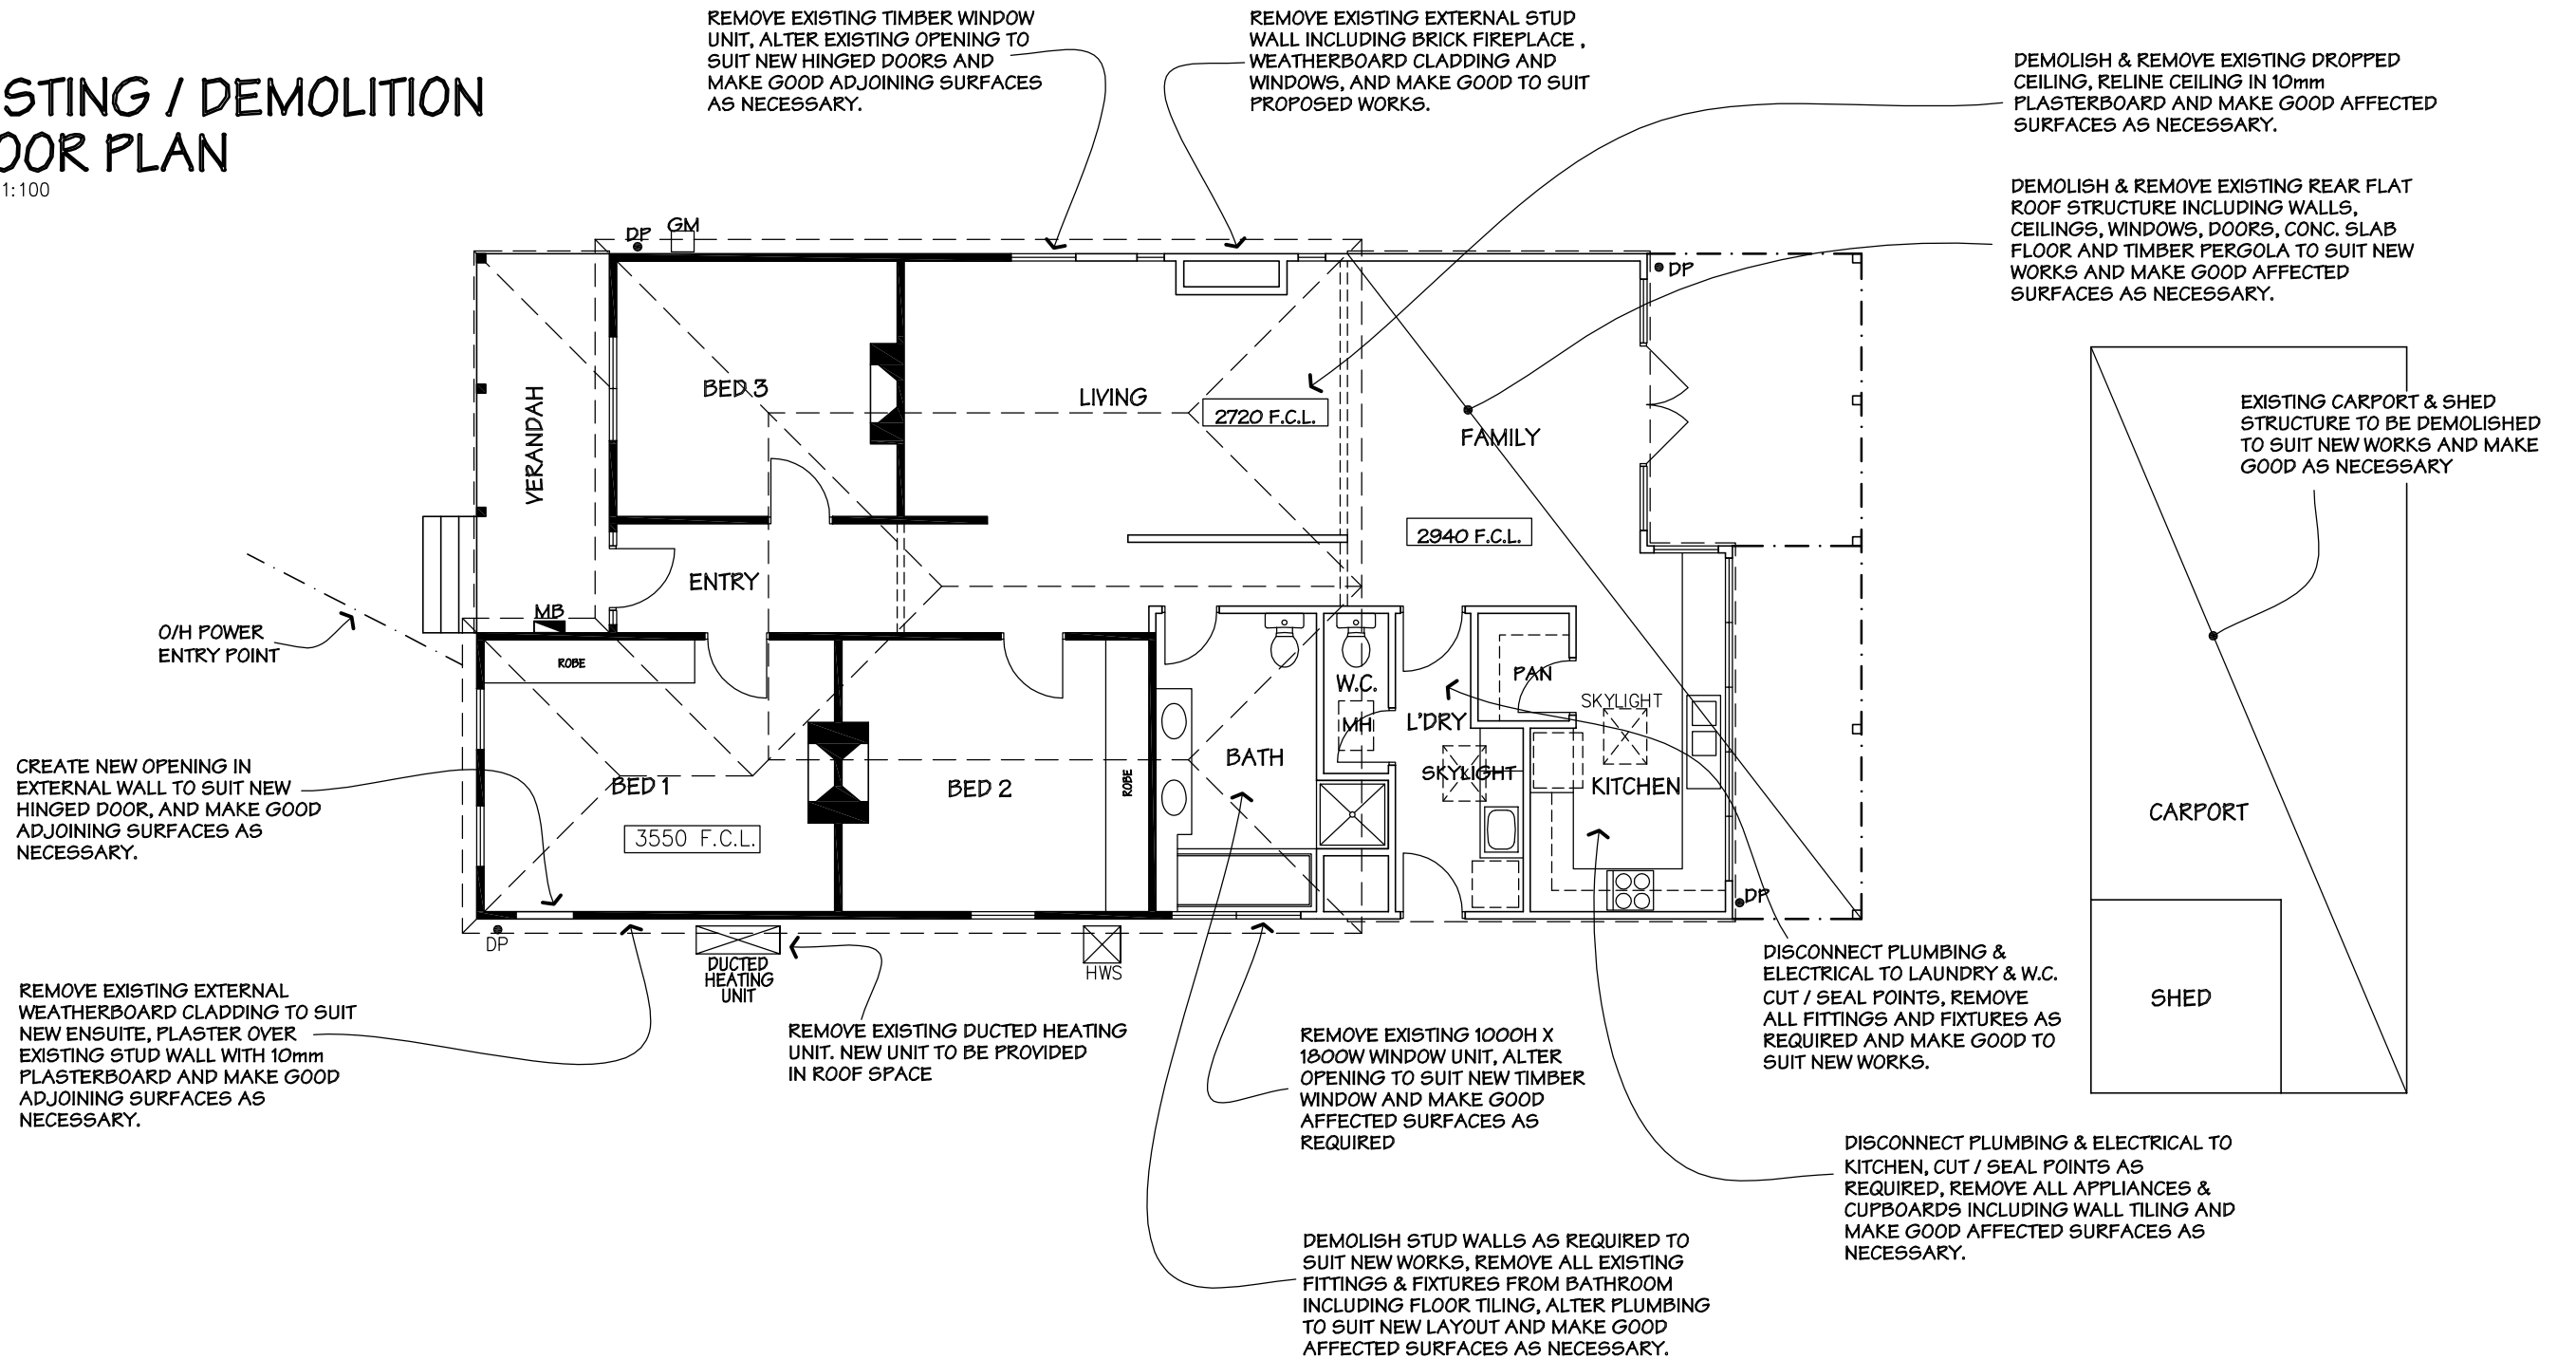 STING / DEMOLITION
OOR PLAN
1:100
REMOVE EXISTING TIMBER WINDOW
UNIT, ALTER EXISTING OPENING TO
SUIT NEW HINGED DOORS AND
MAKE GOOD ADJOINING SURFACES
AS NECESSARY.
REMOVE EXISTING EXTERNAL STUD
WALL INCLUDING BRICK FIREPLACE ,
WEATHERBOARD CLADDING AND
WINDOWS, AND MAKE GOOD TO SUIT
PROPOSED WORKS.
DEMOLISH & REMOVE EXISTING DROPPED
CEILING, RELINE CEILING IN 10mm
PLASTERBOARD AND MAKE GOOD AFFECTED
SURFACES AS NECESSARY.
DEMOLISH & REMOVE EXISTING REAR FLAT
ROOF STRUCTURE INCLUDING WALLS,
CEILINGS, WINDOWS, DOORS, CONC. SLAB
FLOOR AND TIMBER PERGOLA TO SUIT NEW
WORKS AND MAKE GOOD AFFECTED
SURFACES AS NECESSARY.
DP
GM
DP
VERANDAH
BED 3
LIVING
2720 F.C.L.
FAMILY
2940 F.C.L.
EXISTING CARPORT & SHED
STRUCTURE TO BE DEMOLISHED
TO SUIT NEW WORKS AND MAKE
GOOD AS NECESSARY
ENTRY
MB
O/H POWER
ENTRY POINT
ROBE
BED 1
3550 F.C.L.
BED 2
ROBE
BATH
W.C.
MH
L'DRY
SKYLIGHT
PAN
SKYLIGHT
KITCHEN
DP
CARPORT
SHED
CREATE NEW OPENING IN
EXTERNAL WALL TO SUIT NEW
HINGED DOOR, AND MAKE GOOD
ADJOINING SURFACES AS
NECESSARY.
DP
DUCTED
HEATING
UNIT
HWS
REMOVE EXISTING EXTERNAL
WEATHERBOARD CLADDING TO SUIT
NEW ENSUITE, PLASTER OVER
EXISTING STUD WALL WITH 10mm
PLASTERBOARD AND MAKE GOOD
ADJOINING SURFACES AS
NECESSARY.
REMOVE EXISTING DUCTED HEATING
UNIT. NEW UNIT TO BE PROVIDED
IN ROOF SPACE
REMOVE EXISTING 1000H X
1800W WINDOW UNIT, ALTER
OPENING TO SUIT NEW TIMBER
WINDOW AND MAKE GOOD
AFFECTED SURFACES AS
REQUIRED
DISCONNECT PLUMBING &
ELECTRICAL TO LAUNDRY & W.C.
CUT / SEAL POINTS, REMOVE
ALL FITTINGS AND FIXTURES AS
REQUIRED AND MAKE GOOD TO
SUIT NEW WORKS.
DISCONNECT PLUMBING & ELECTRICAL TO
KITCHEN, CUT / SEAL POINTS AS
REQUIRED, REMOVE ALL APPLIANCES &
CUPBOARDS INCLUDING WALL TILING AND
MAKE GOOD AFFECTED SURFACES AS
NECESSARY.
DEMOLISH STUD WALLS AS REQUIRED TO
SUIT NEW WORKS, REMOVE ALL EXISTING
FITTINGS & FIXTURES FROM BATHROOM
INCLUDING FLOOR TILING, ALTER PLUMBING
TO SUIT NEW LAYOUT AND MAKE GOOD
AFFECTED SURFACES AS NECESSARY.